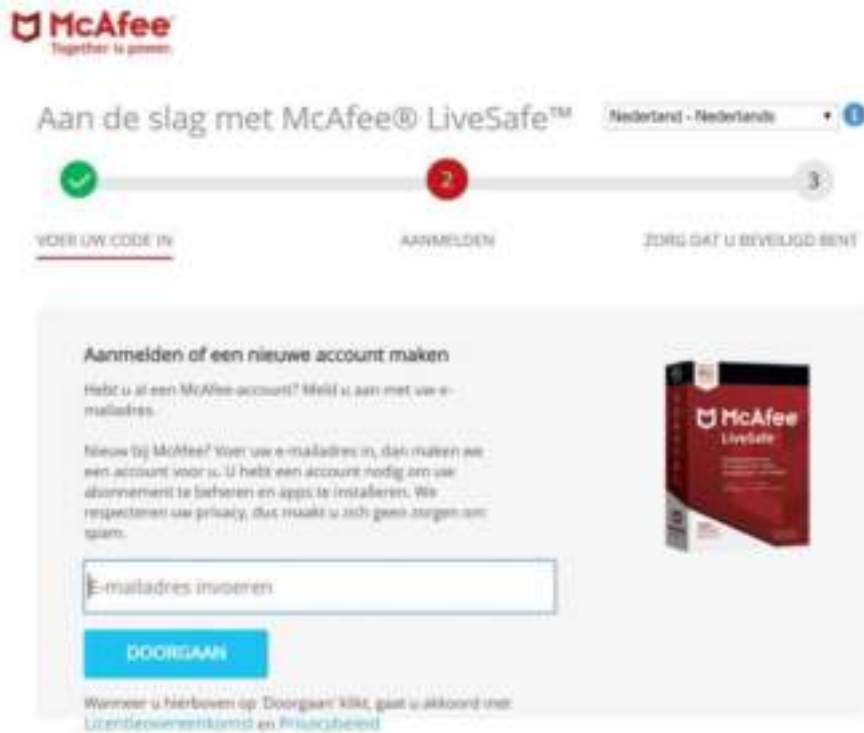 McAfee
Together is power.
Aan de slag met McAfee® LiveSafe™
Nederland - Nederlands
2
3
VOER UW CODE IN
AANMELDEN
ZORG DAT U BEVEILIGD BENT
Aanmelden of een nieuwe account maken
Hebt u al een McAfee-account? Meld u aan met uw e-
mailadres.
Nieuw bij McAfee? Voer uw e-mailadres in, dan maken we
een account voor u. U hebt een account nodig om uw
abonnement te beheren en apps te installeren. We
respecteren uw privacy, dus maakt u zich geen zorgen om
spam.
McAfee
LiveSafe
E-mailadres invoeren
DOORGAAN
Wanneer u hierboven op 'Doorgaan' klikt, gaat u akkoord met
Licentieovereenkomst en Privacybeleid